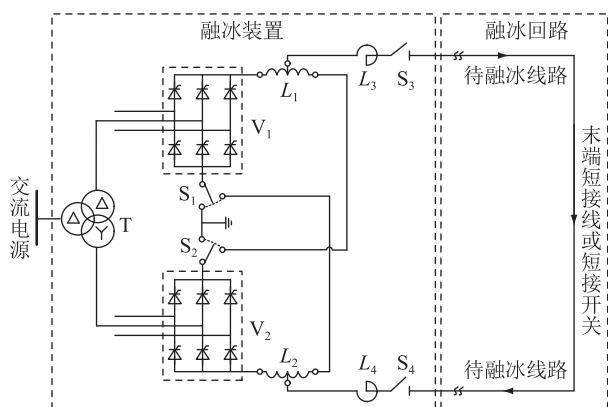 融冰装置
融冰回路
L₁
L₃
S₃
待融冰线路
V₁
S₁
交流电源
T
S₂
末端短接线或短接开关
V₂
L₂
L₄
S₄
待融冰线路